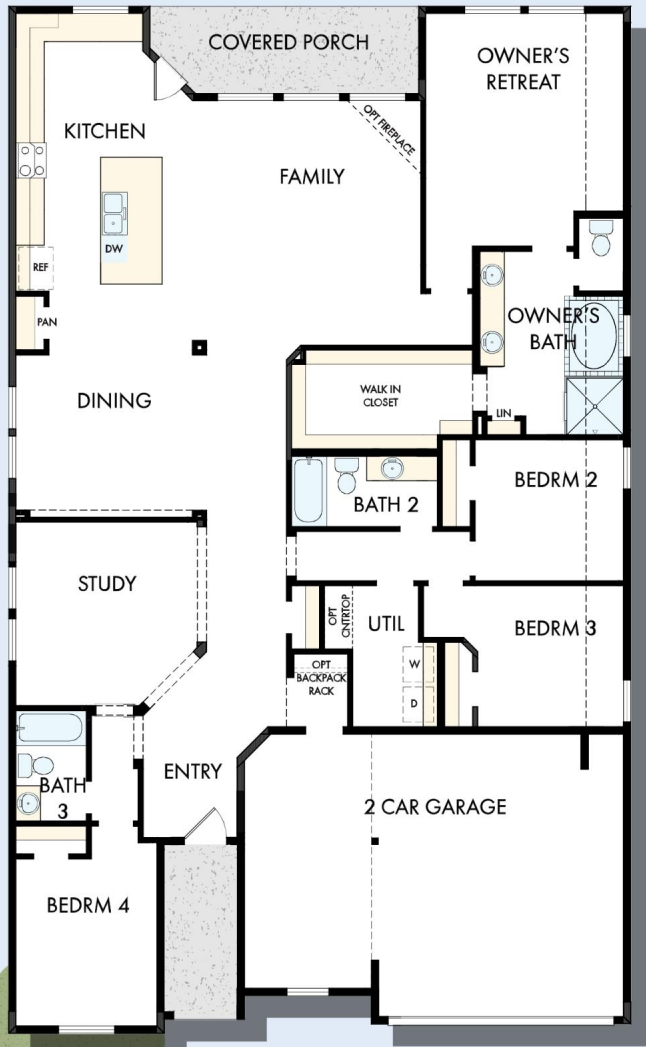 COVERED PORCH
OWNER'S
RETREAT
KITCHEN
OPT FIREPLACE
FAMILY
DW
REF
PAN
OWNER'S
BATH
DINING
WALK IN
CLOSET
LIN
BEDRM 2
BATH 2
STUDY
OPT
CNTRTOP
UTIL
BEDRM 3
W
OPT
BACKPACK
RACK
D
ENTRY
BATH
3
2 CAR GARAGE
BEDRM 4